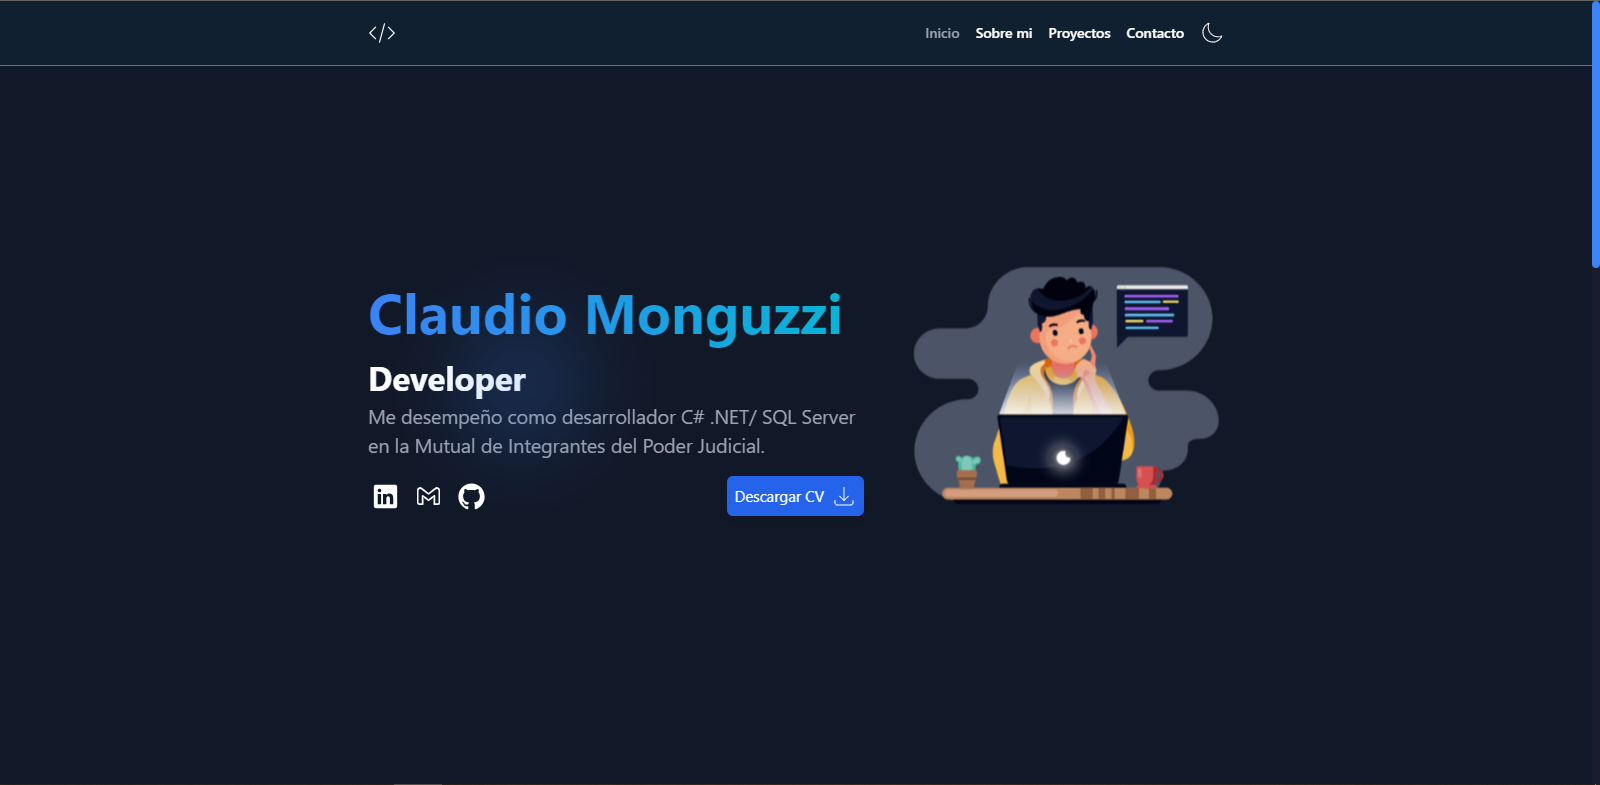 </>
Inicio Sobre mi Proyectos Contacto
Claudio Monguzzi
Developer
Me desempeño como desarrollador C# .NET/ SQL Server
en la Mutual de Integrantes del Poder Judicial.
in
Descargar CV